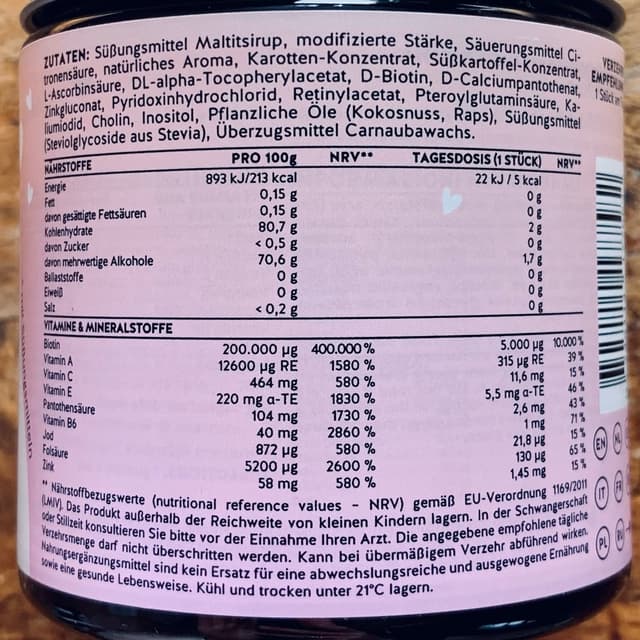 ZUTATEN: Süßungsmittel Maltitsirup, modifizierte Stärke, Säuerungsmittel Ci-
tronensäure, natürliches Aroma, Karotten-Konzentrat, Süßkartoffel-Konzentrat,
L-Ascorbinsäure, DL-alpha-Tocopherylacetat, D-Biotin, D-Calciumpantothenat,
Zinkgluconat, Pyridoxinhydrochlorid, Retinylacetat, Pteroylglutaminsäure, Ka-
liumiodid, Cholin, Inositol, Pflanzliche Öle (Kokosnuss, Raps), Süßungsmittel
(Steviolglycoside aus Stevia), Überzugsmittel Carnaubawachs.
NÄHRSTOFFE PRO 100g NRV** TAGESDOSIS (1 STÜCK) NRV**
Energie 893 kJ/213 kcal 22 kJ / 5 kcal
Fett 0,15 g 0 g
davon gesättigte Fettsäuren 0,15 g 0 g
Kohlenhydrate 80,7 g 2 g
davon Zucker < 0,5 g 0 g
davon mehrwertige Alkohole 70,6 g 1,7 g
Ballaststoffe 0 g 0 g
Eiweiß 0 g 0 g
Salz < 0,2 g 0 g
VITAMINE & MINERALSTOFFE
Biotin 200.000 µg 400.000 % 5.000 µg 10.000 %
Vitamin A 12600 µg RE 1580 % 315 µg RE 39 %
Vitamin C 464 mg 580 % 11,6 mg 15 %
Vitamin E 220 mg α-TE 1830 % 5,5 mg α-TE 46 %
Pantothensäure 104 mg 1730 % 2,6 mg 43 %
Vitamin B6 40 mg 2860 % 1 mg 71 %
Jod 872 µg 580 % 21,8 µg 15 %
Folsäure 5200 µg 2600 % 130 µg 65 %
Zink 58 mg 580 % 1,45 mg 15 %
** Nährstoffbezugswerte (nutritional reference values - NRV) gemäß EU-Verordnung 1169/2011
(LMIV). Das Produkt außerhalb der Reichweite von kleinen Kindern lagern. In der Schwangerschaft
oder Stillzeit konsultieren Sie bitte vor der Einnahme Ihren Arzt. Die angegebene empfohlene tägliche
Verzehrsmenge darf nicht überschritten werden. Kann bei übermäßigem Verzehr abführend wirken.
Nahrungsergänzungsmittel sind kein Ersatz für eine abwechslungsreiche und ausgewogene Ernährung
sowie eine gesunde Lebensweise. Kühl und trocken unter 21°C lagern.
1 Stück
EN NL
IT FR
PL RU